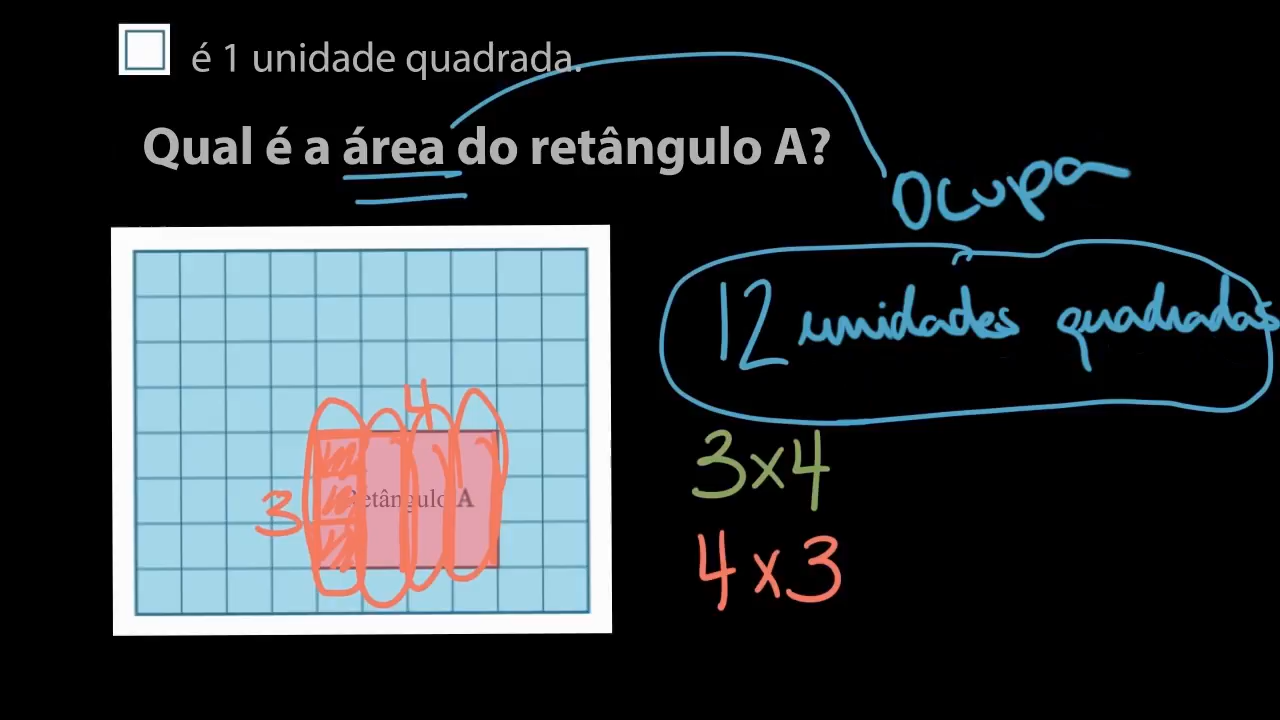 é 1 unidade quadrada.
Qual é a área do retângulo A?
Ocupa
12 unidades quadradas
4
3 Retângulo A
3x4
4x3